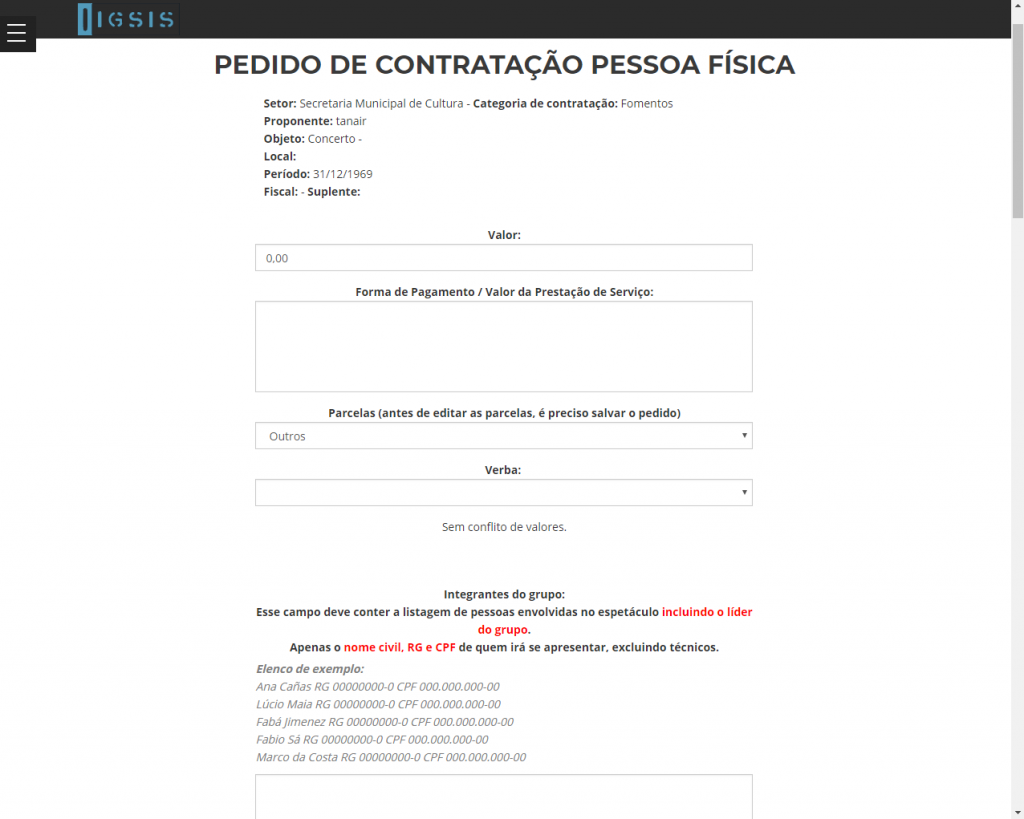 DIGSIS
PEDIDO DE CONTRATAÇÃO PESSOA FÍSICA
Setor: Secretaria Municipal de Cultura - Categoria de contratação: Fomentos
Proponente: tanair
Objeto: Concerto -
Local:
Período: 31/12/1969
Fiscal: - Suplente:
Valor:
0,00
Forma de Pagamento / Valor da Prestação de Serviço:
Parcelas (antes de editar as parcelas, é preciso salvar o pedido)
Outros
Verba:
Sem conflito de valores.
Integrantes do grupo:
Esse campo deve conter a listagem de pessoas envolvidas no espetáculo incluindo o líder
do grupo.
Apenas o nome civil, RG e CPF de quem irá se apresentar, excluindo técnicos.
Elenco de exemplo:
Ana Cañas RG 00000000-0 CPF 000.000.000-00
Lúcio Maia RG 00000000-0 CPF 000.000.000-00
Fabá Jimenez RG 00000000-0 CPF 000.000.000-00
Fabio Sá RG 00000000-0 CPF 000.000.000-00
Marco da Costa RG 00000000-0 CPF 000.000.000-00